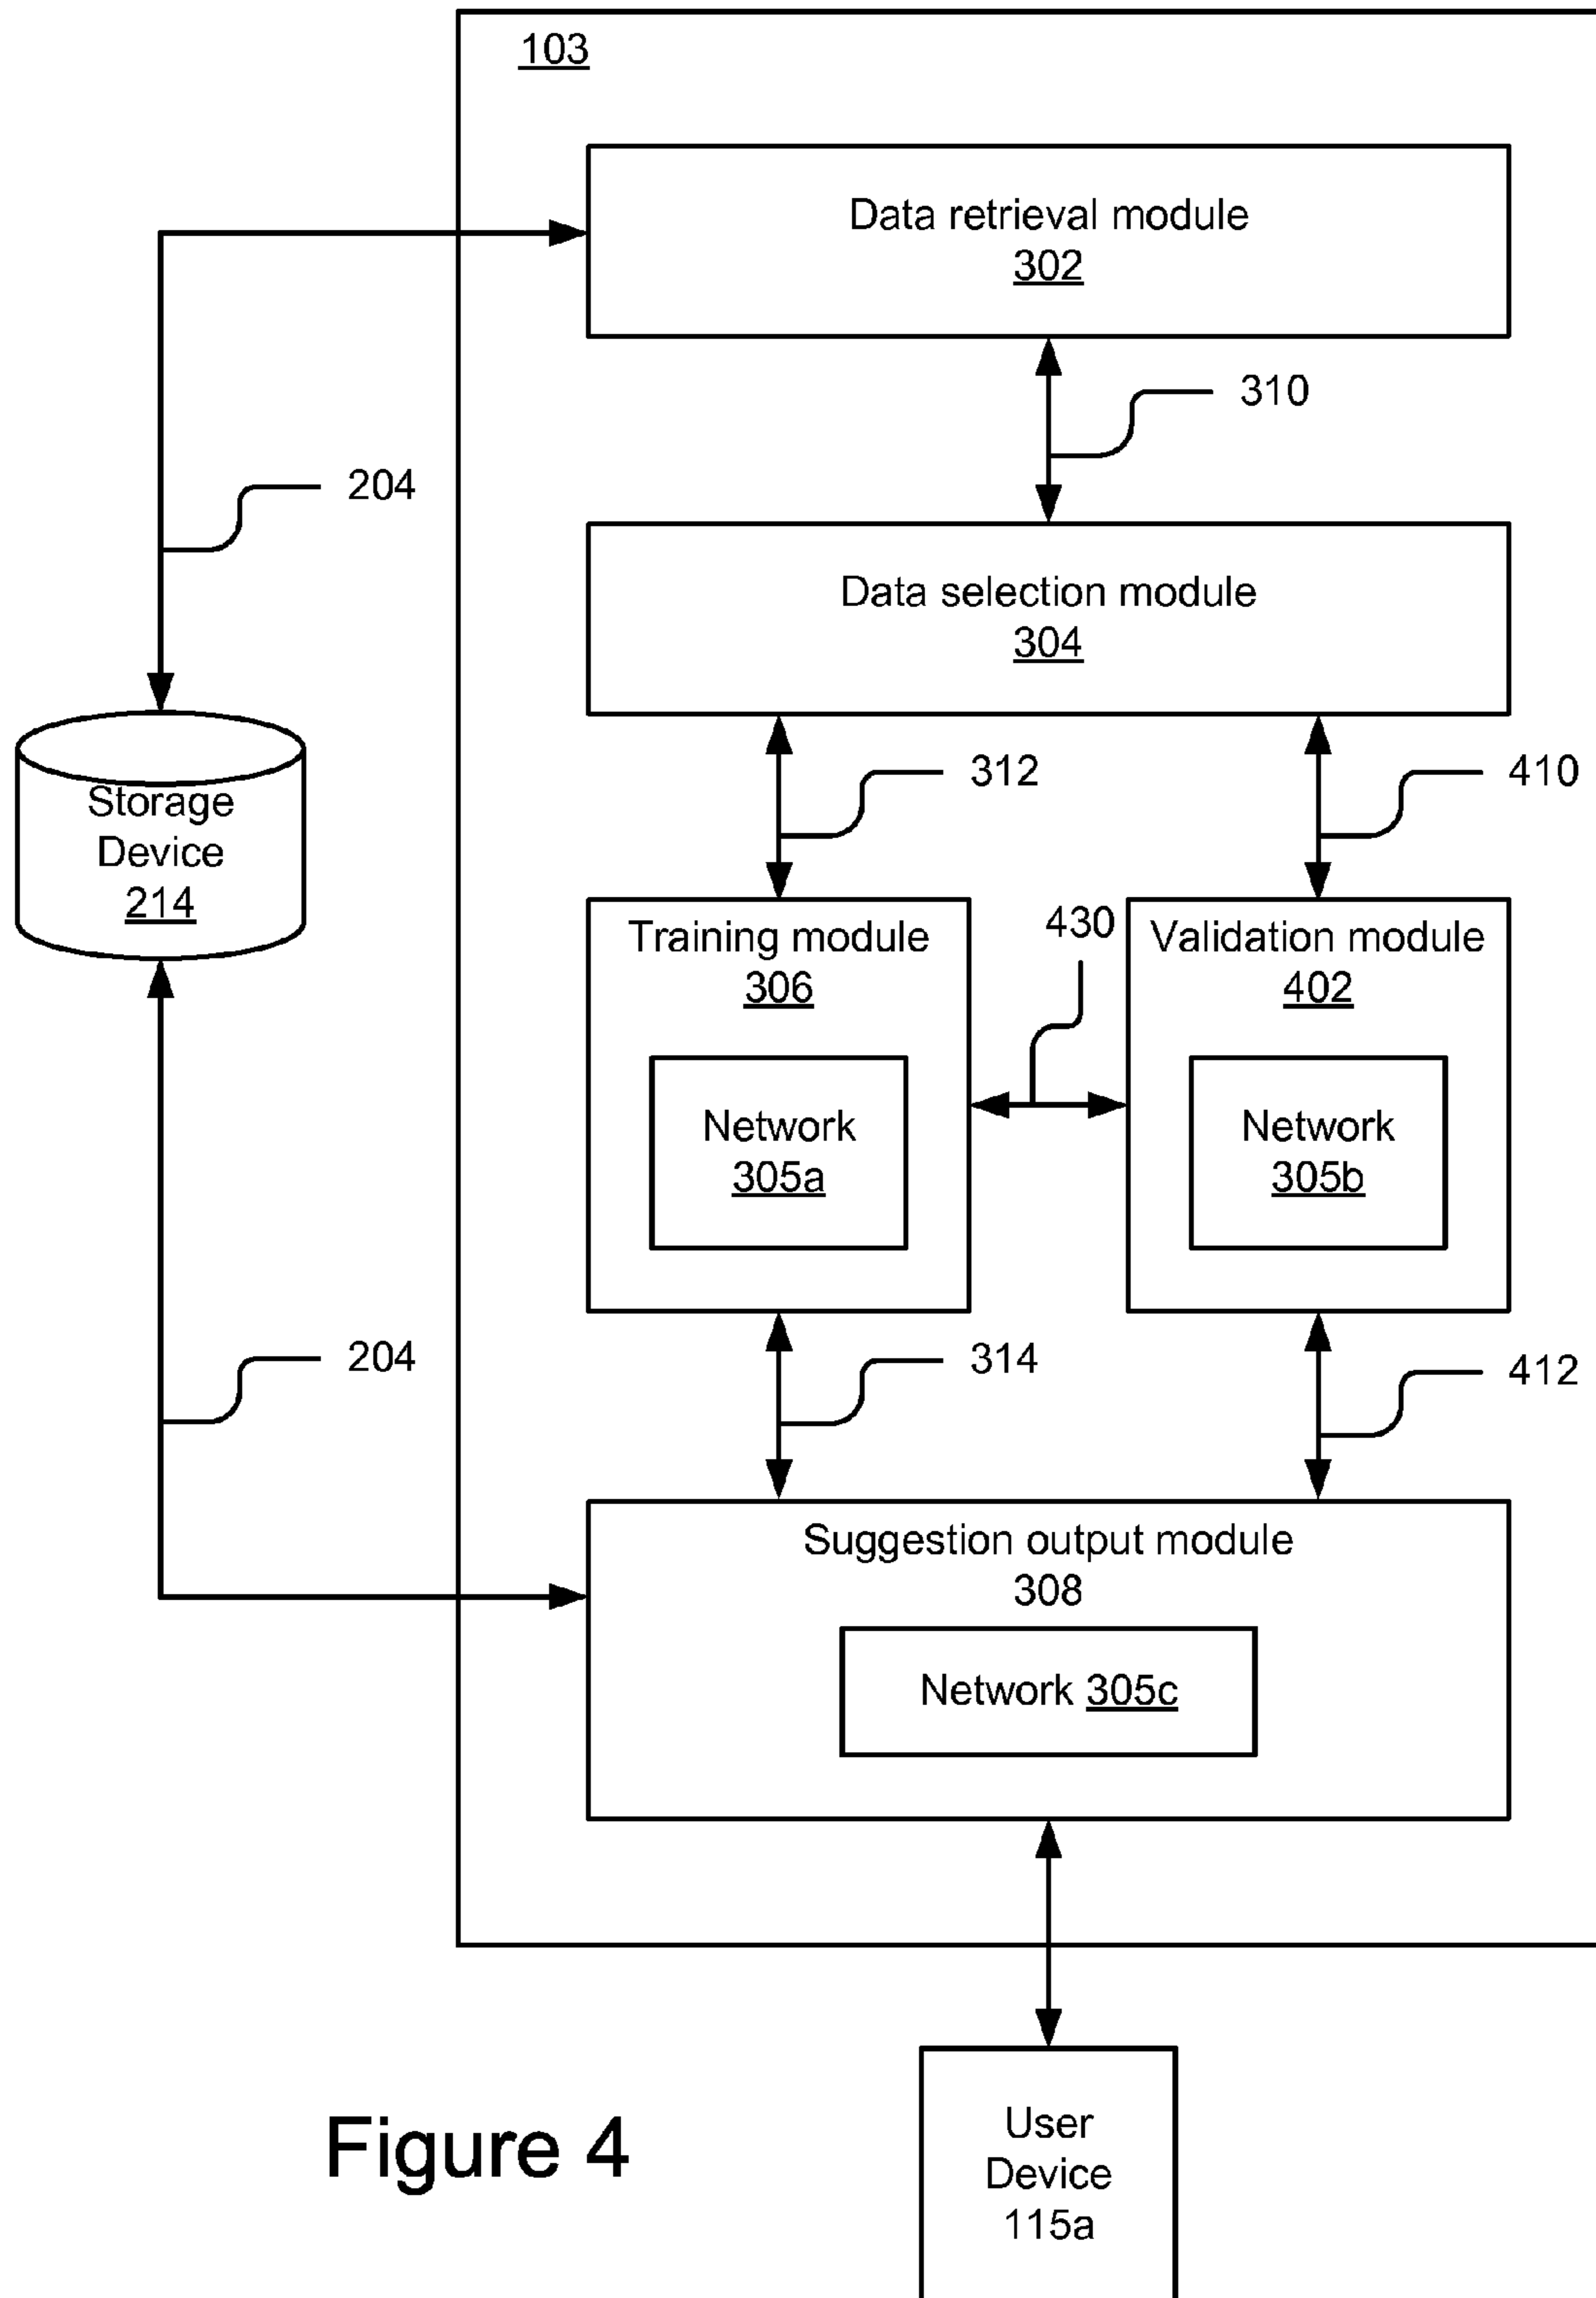 103
Data retrieval module
302
310
204
Data selection module
304
312
410
Storage
Device
214
Training module
306
430
Validation module
402
Network
305a
Network
305b
204
314
412
Suggestion output module
308
Network 305c
User
Device
115a
Figure 4